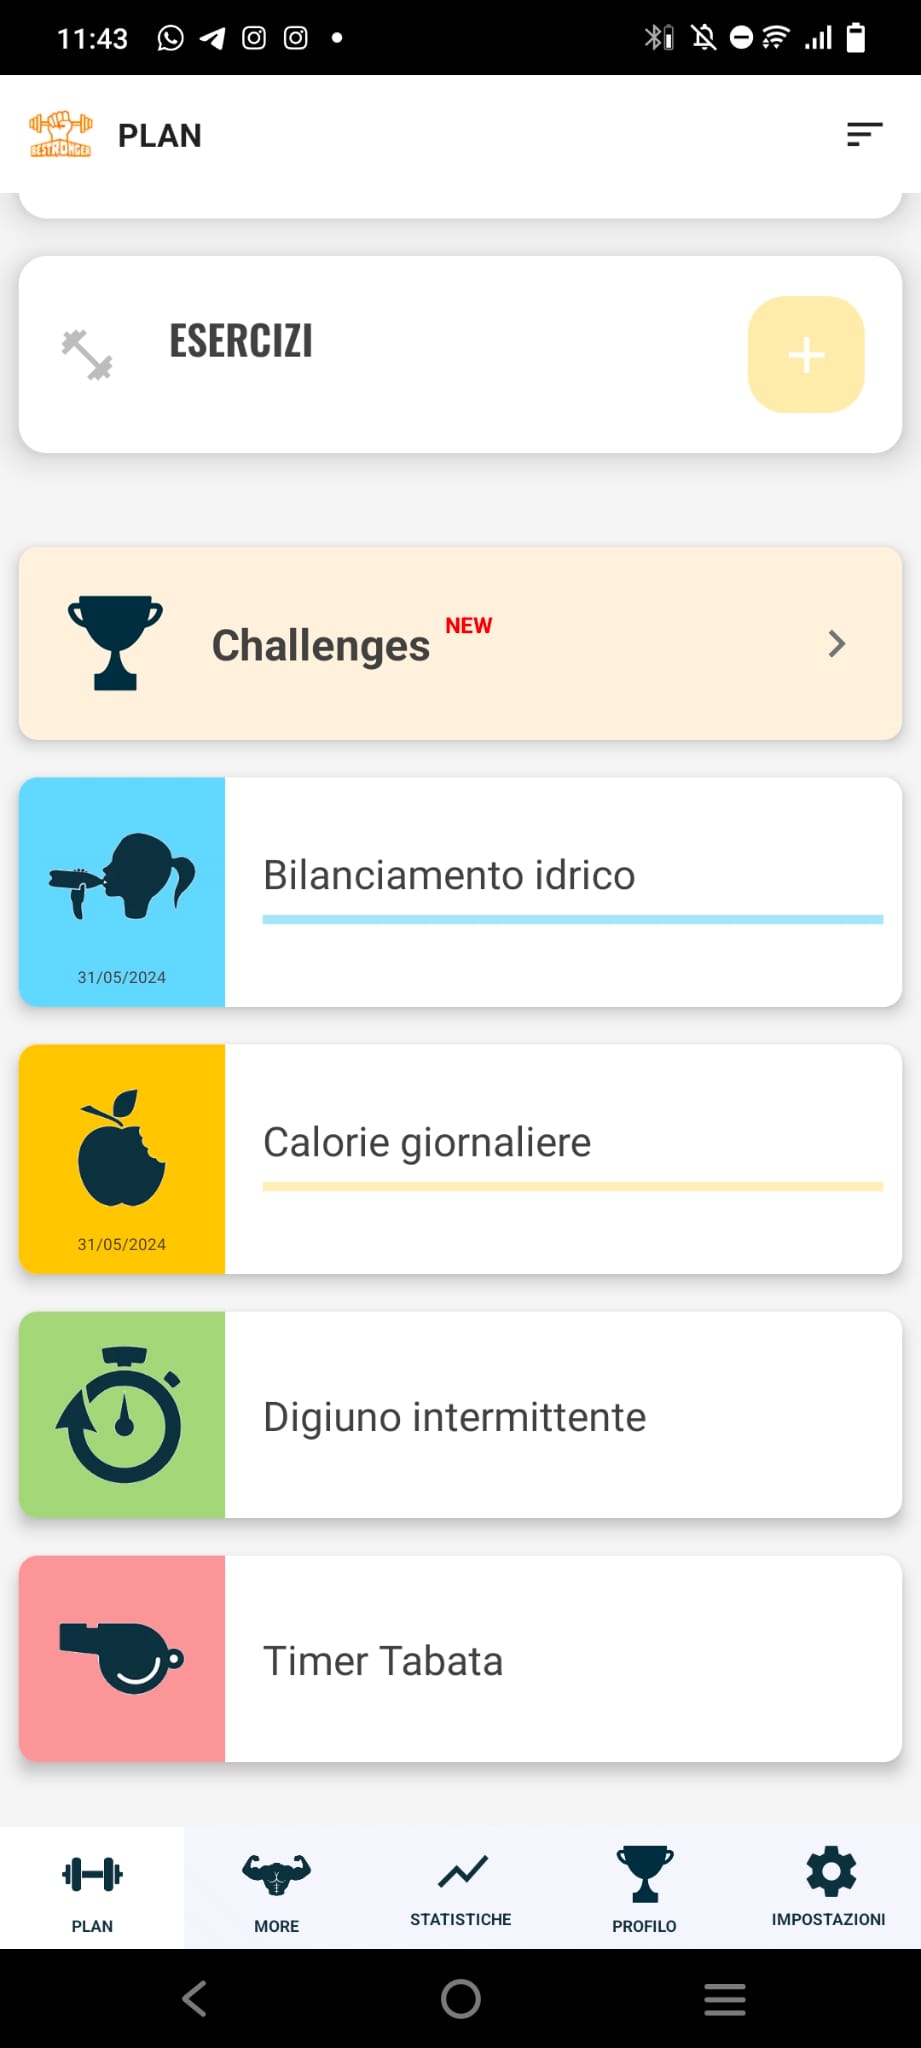 11:43
BESTRONGER
PLAN
ESERCIZI
Challenges NEW
Bilanciamento idrico
31/05/2024
Calorie giornaliere
31/05/2024
Digiuno intermittente
Timer Tabata
PLAN
MORE
STATISTICHE
PROFILO
IMPOSTAZIONI